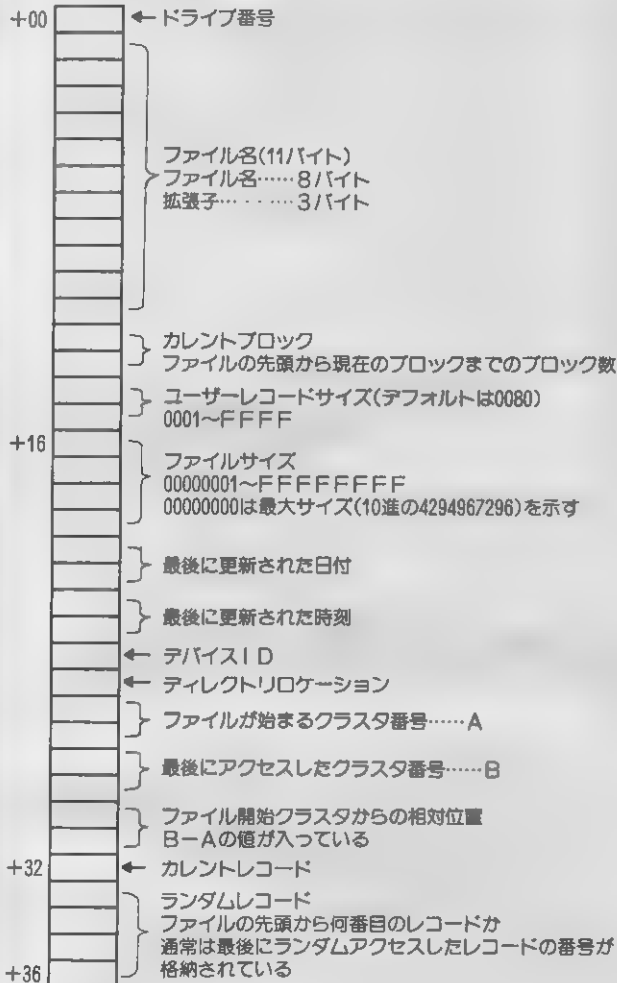 +00 ← ドライブ番号
ファイル名(11バイト)
ファイル名……8バイト
拡張子……….3バイト
カレントブロック
ファイルの先頭から現在のブロックまでのブロック数
ユーザーレコードサイズ(デフォルトは0080)
0001～FFFF
+16
ファイルサイズ
00000001～FFFFFFFF
00000000は最大サイズ(10進の4294967296)を示す
最後に更新された日付
最後に更新された時刻
← デバイスID
← ディレクトリロケーション
ファイルが始まるクラスタ番号……A
最後にアクセスしたクラスタ番号……B
ファイル開始クラスタからの相対位置
B－Aの値が入っている
+32 ← カレントレコード
ランダムレコード
ファイルの先頭から何番目のレコードか
通常は最後にランダムアクセスしたレコードの番号が
格納されている
+36